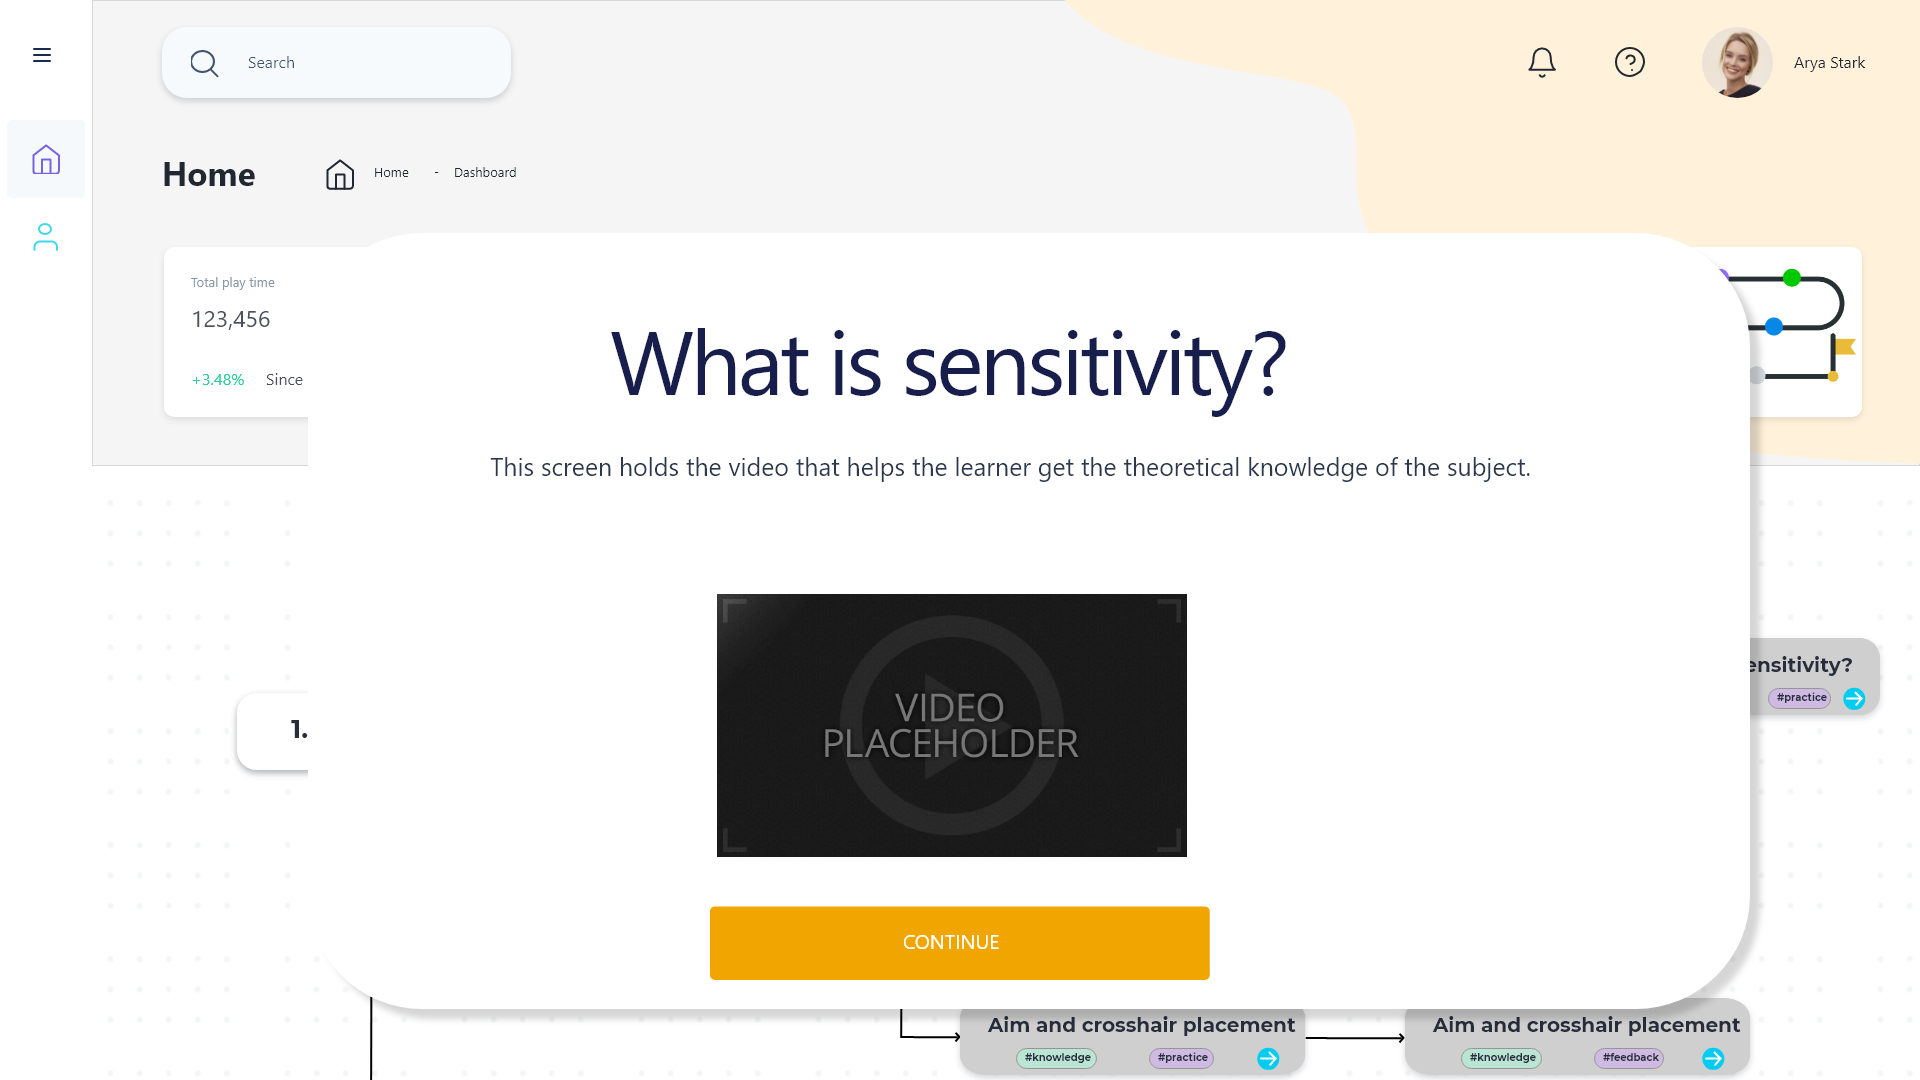 Search
Arya Stark
Home
Home - Dashboard
Total play time
123,456
+3.48% Since
What is sensitivity?
This screen holds the video that helps the learner get the theoretical knowledge of the subject.
VIDEO
PLACEHOLDER
ensitivity?
#practice
1.
CONTINUE
Aim and crosshair placement
#knowledge #practice
Aim and crosshair placement
#knowledge #feedback